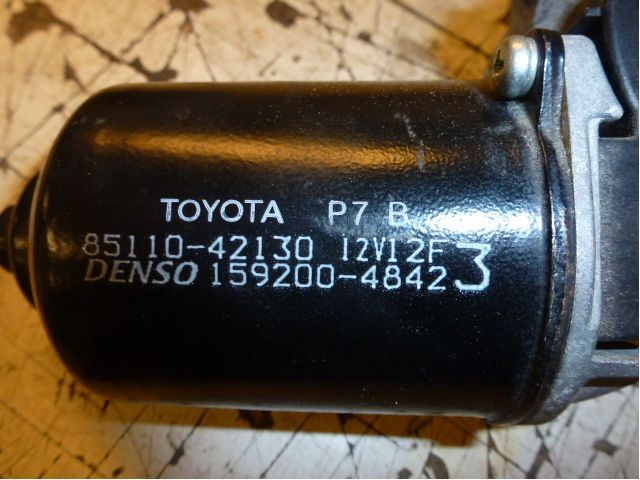 TOYOTA P7 B
85110-42130 12V12F
DENSO 159200-4842 3